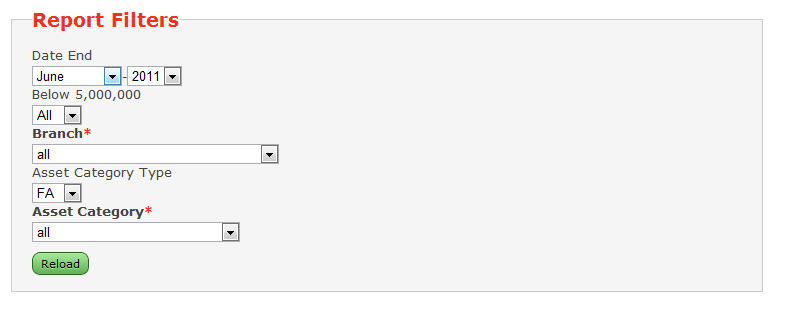 Report Filters
Date End
June - 2011
Below 5,000,000
All
Branch*
all
Asset Category Type
FA
Asset Category*
all
Reload